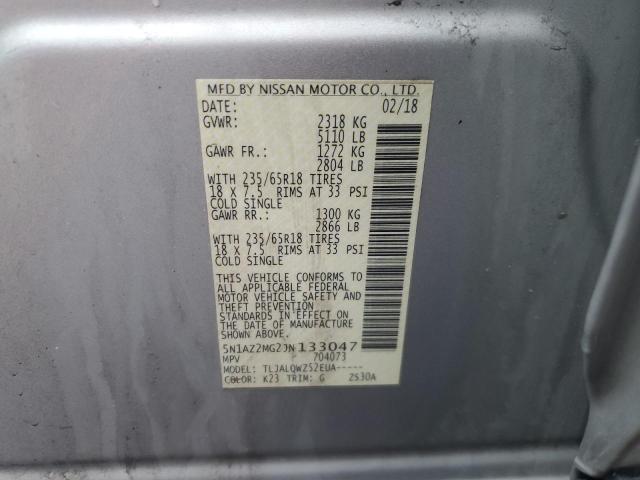 MFD BY NISSAN MOTOR CO., LTD.
DATE: 02/18
GVWR: 2318 KG
5110 LB
GAWR FR.: 1272 KG
2804 LB
WITH 235/65R18 TIRES
18 X 7.5 RIMS AT 33 PSI
COLD SINGLE
GAWR RR.: 1300 KG
2866 LB
WITH 235/65R18 TIRES
18 X 7.5 RIMS AT 33 PSI
COLD SINGLE
THIS VEHICLE CONFORMS TO
ALL APPLICABLE FEDERAL
MOTOR VEHICLE SAFETY AND
THEFT PREVENTION
STANDARDS IN EFFECT ON
THE DATE OF MANUFACTURE
SHOWN ABOVE.
5N1AZ2MG2JN133047
MPV 704073
MODEL: TLJALQWZ52EUA-----
COLOR: K23 TRIM: G 2S30A